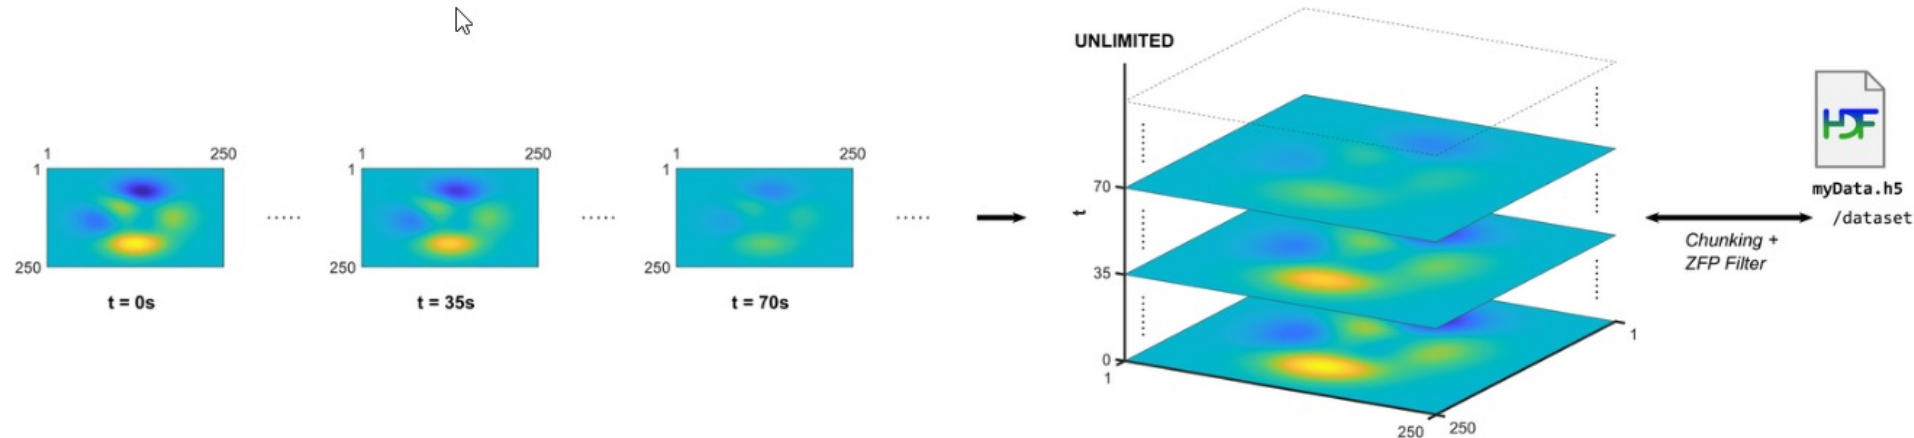 1 250
1
250
t = 0s
.....
1 250
1
250
t = 35s
.....
1 250
1
250
t = 70s
.....
UNLIMITED
70
t
35
0
1
250
250
1
Chunking +
ZFP Filter
HDF
myData.h5
/dataset